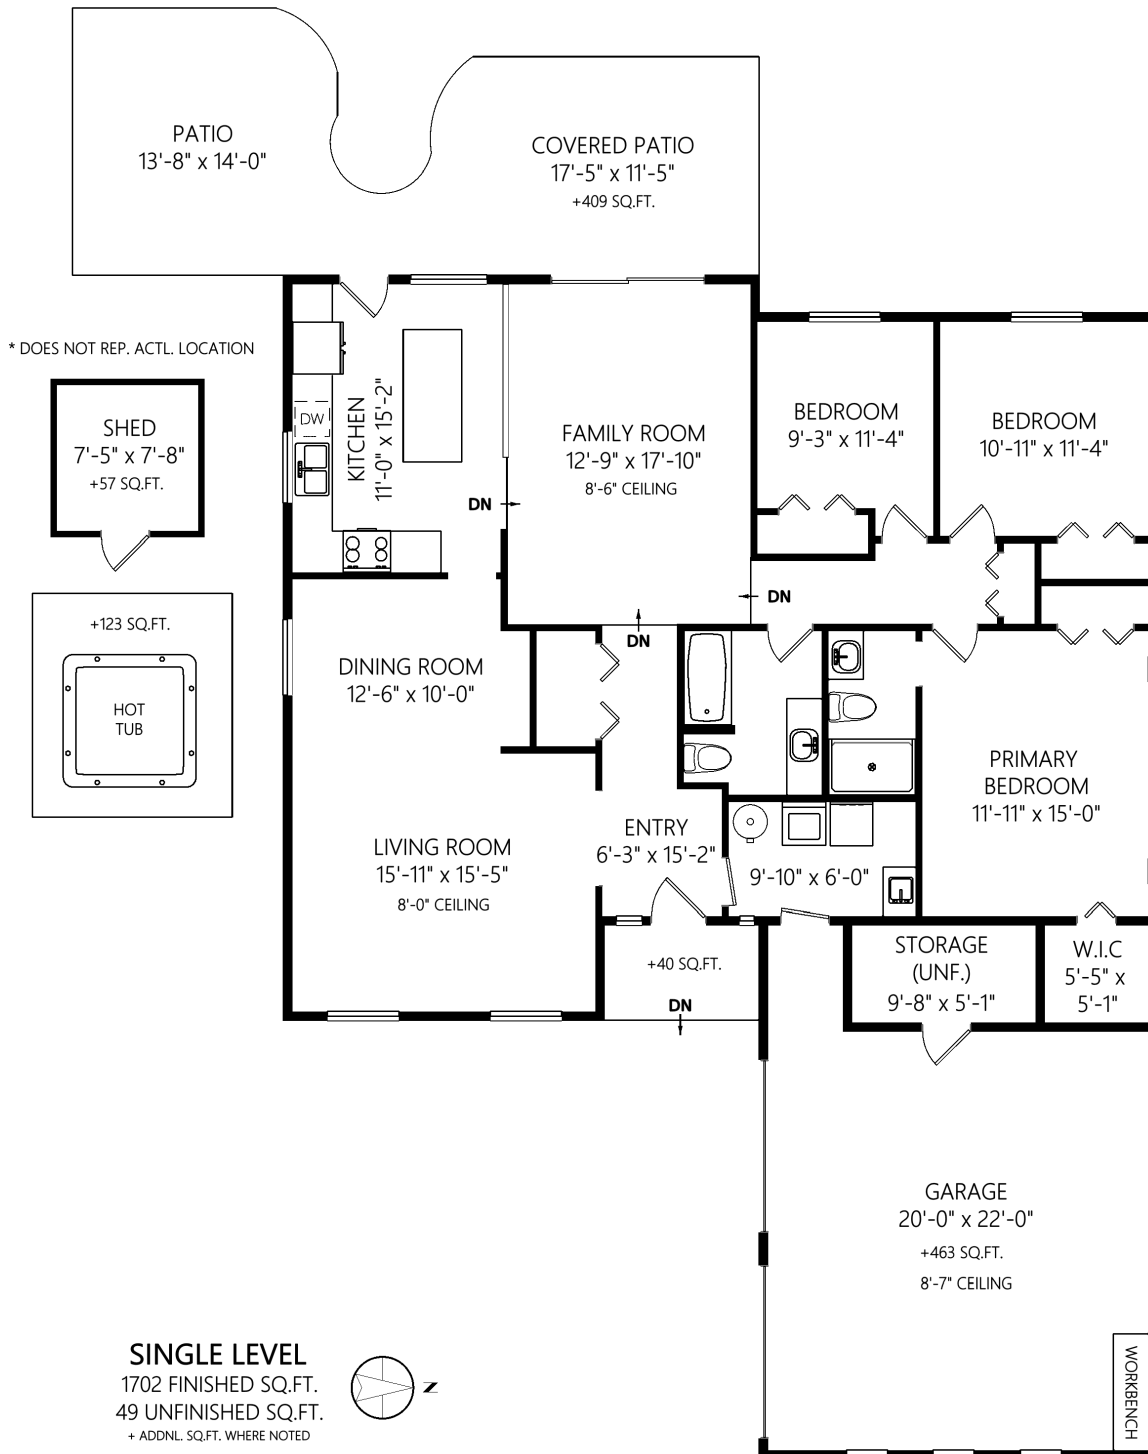 PATIO
13'-8" x 14'-0"
COVERED PATIO
17'-5" x 11'-5"
+409 SQ.FT.
* DOES NOT REP. ACTL. LOCATION
SHED
7'-5" x 7'-8"
+57 SQ.FT.
+123 SQ.FT.
HOT
TUB
DW
KITCHEN
11'-0" x 15'-2"
DN
FAMILY ROOM
12'-9" x 17'-10"
8'-6" CEILING
BEDROOM
9'-3" x 11'-4"
BEDROOM
10'-11" x 11'-4"
DN
DN
DINING ROOM
12'-6" x 10'-0"
PRIMARY
BEDROOM
11'-11" x 15'-0"
LIVING ROOM
15'-11" x 15'-5"
8'-0" CEILING
ENTRY
6'-3" x 15'-2"
9'-10" x 6'-0"
+40 SQ.FT.
DN
STORAGE
(UNF.)
9'-8" x 5'-1"
W.I.C
5'-5" x
5'-1"
GARAGE
20'-0" x 22'-0"
+463 SQ.FT.
8'-7" CEILING
WORKBENCH
SINGLE LEVEL
1702 FINISHED SQ.FT.
49 UNFINISHED SQ.FT.
+ ADDNL. SQ.FT. WHERE NOTED
N